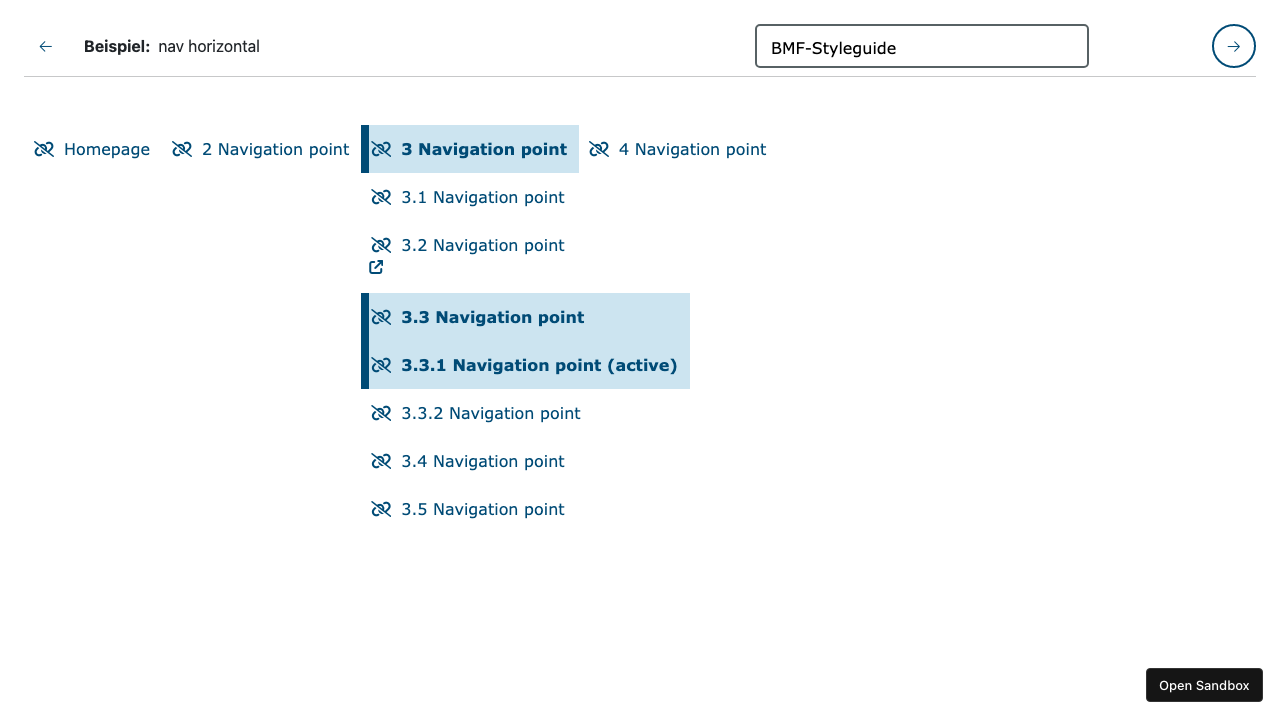 Beispiel: nav horizontal
BMF-Styleguide
Homepage
2 Navigation point
3 Navigation point
4 Navigation point
3.1 Navigation point
3.2 Navigation point
3.3 Navigation point
3.3.1 Navigation point (active)
3.3.2 Navigation point
3.4 Navigation point
3.5 Navigation point
Open Sandbox